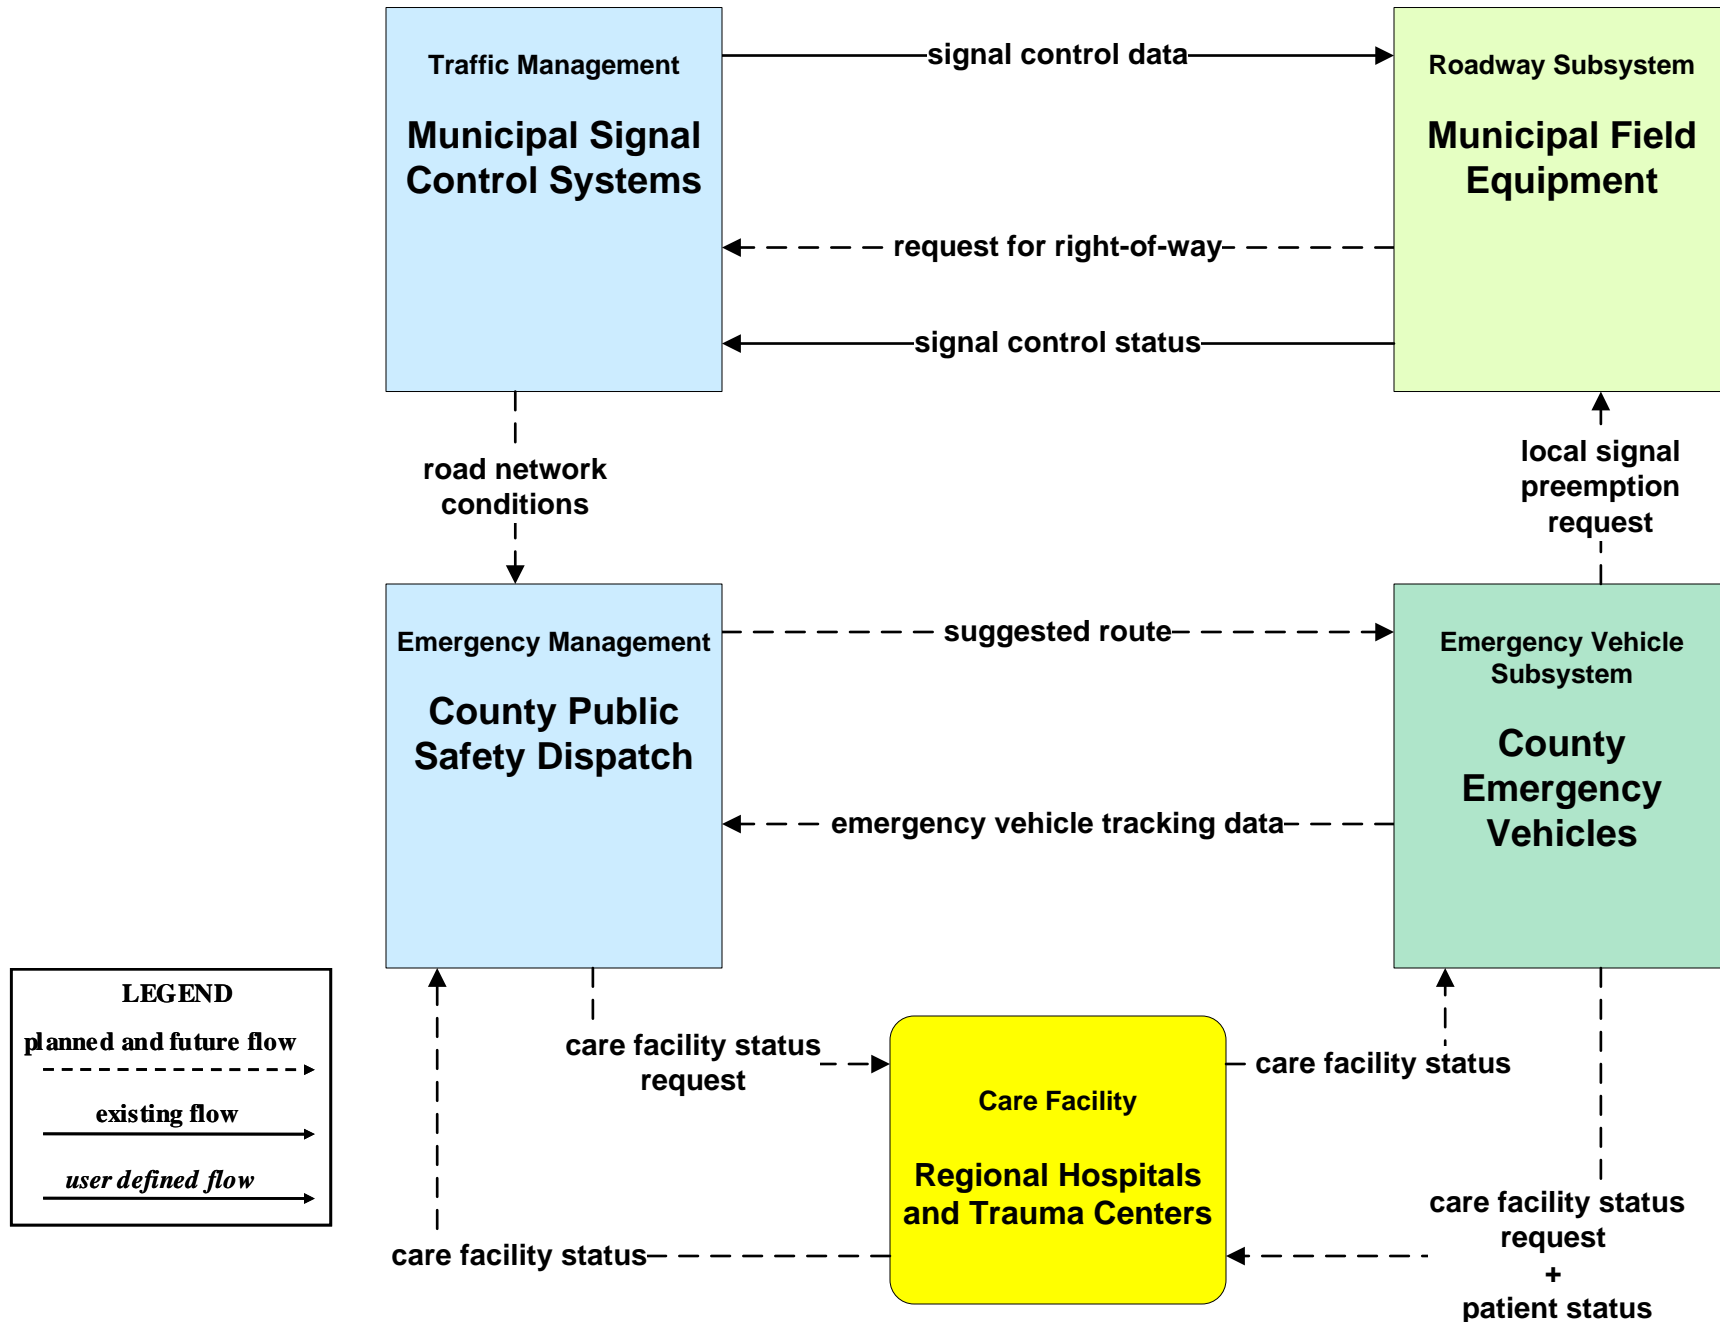 Traffic Management
Municipal Signal
Control Systems
signal control data
Roadway Subsystem
Municipal Field
Equipment
request for right-of-way
signal control status
road network
conditions
local signal
preemption
request
Emergency Management
County Public
Safety Dispatch
suggested route
Emergency Vehicle
Subsystem
County
Emergency
Vehicles
emergency vehicle tracking data
LEGEND
planned and future flow
existing flow
user defined flow
care facility status
request
Care Facility
Regional Hospitals
and Trauma Centers
care facility status
care facility status
care facility status
request
+
patient status